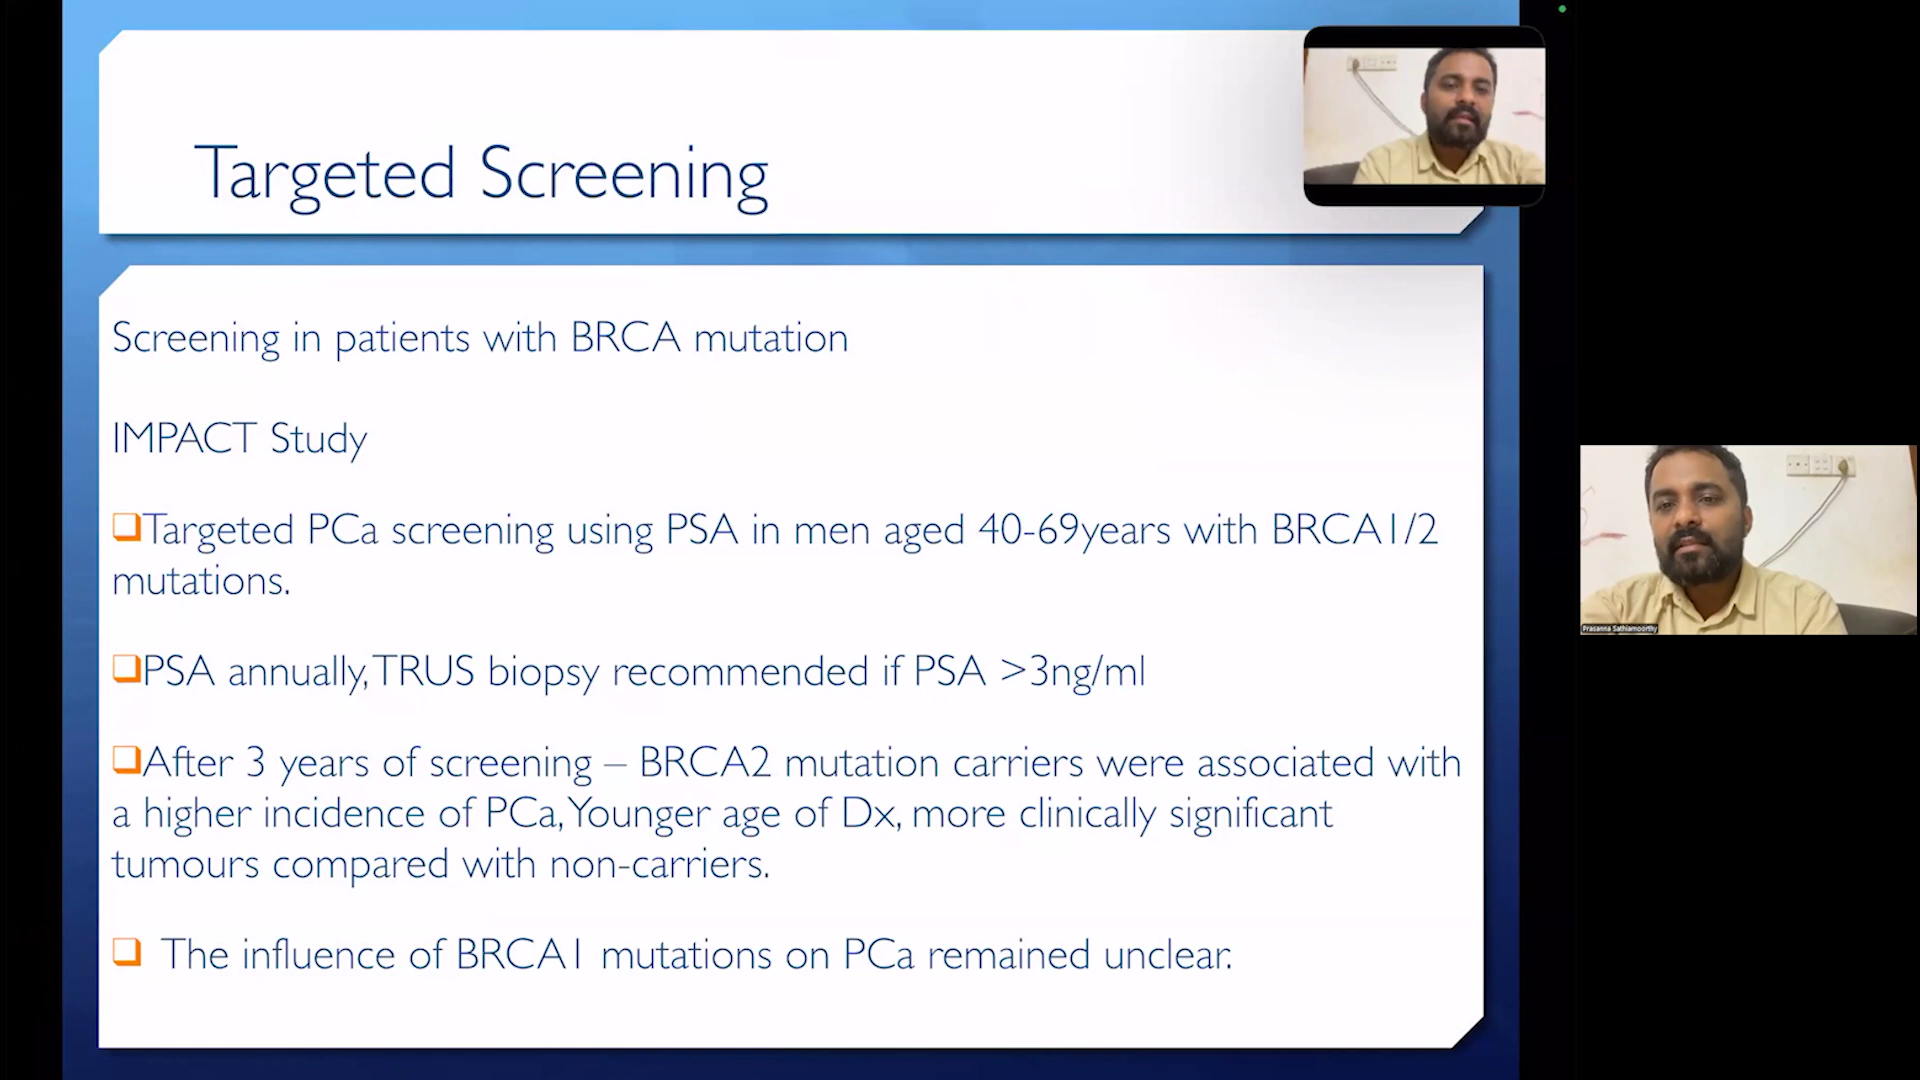 Targeted Screening
Screening in patients with BRCA mutation
IMPACT Study
Targeted PCa screening using PSA in men aged 40-69years with BRCA1/2
mutations.
PSA annually, TRUS biopsy recommended if PSA >3ng/ml
After 3 years of screening – BRCA2 mutation carriers were associated with
a higher incidence of PCa, Younger age of Dx, more clinically significant
tumours compared with non-carriers.
The influence of BRCA1 mutations on PCa remained unclear.
Prasanna Sathiamoorthy